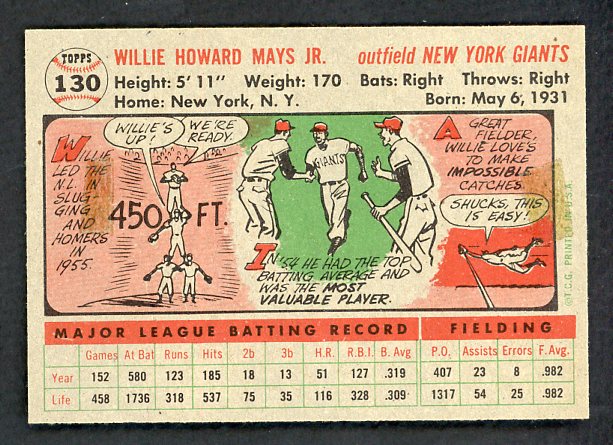 TOPPS
130
WILLIE HOWARD MAYS JR. outfield NEW YORK GIANTS
Height: 5' 11" Weight: 170 Bats: Right Throws: Right
Home: New York, N. Y. Born: May 6, 1931
WILLIE
LED THE
N.L. IN
SLUG-
GING
AND
HOMERS
IN
1955.
WILLIE'S
UP!
WE'RE
READY.
450 FT.
GIANTS
IN '54 HE HAD THE TOP
BATTING AVERAGE AND
WAS THE MOST
VALUABLE PLAYER.
A GREAT
FIELDER,
WILLIE LOVE'S
TO MAKE
IMPOSSIBLE
CATCHES.
SHUCKS, THIS
IS EASY!
©T.C.G. PRINTED IN U.S.A.
MAJOR LEAGUE BATTING RECORD FIELDING
Games At Bat Runs Hits 2b 3b H.R. R.B.I. B. Avg P.O. Assists Errors F. Avg.
Year 152 580 123 185 18 13 51 127 .319 407 23 8 .982
Life 458 1736 318 537 75 35 116 328 .309 1317 54 25 .982